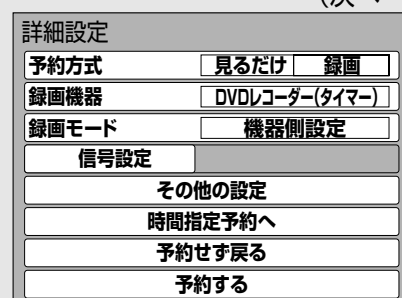 詳細設定
予約方式 見るだけ 録画
録画機器 DVDレコーダー(タイマー)
録画モード 機器側設定
信号設定
その他の設定
時間指定予約へ
予約せず戻る
予約する